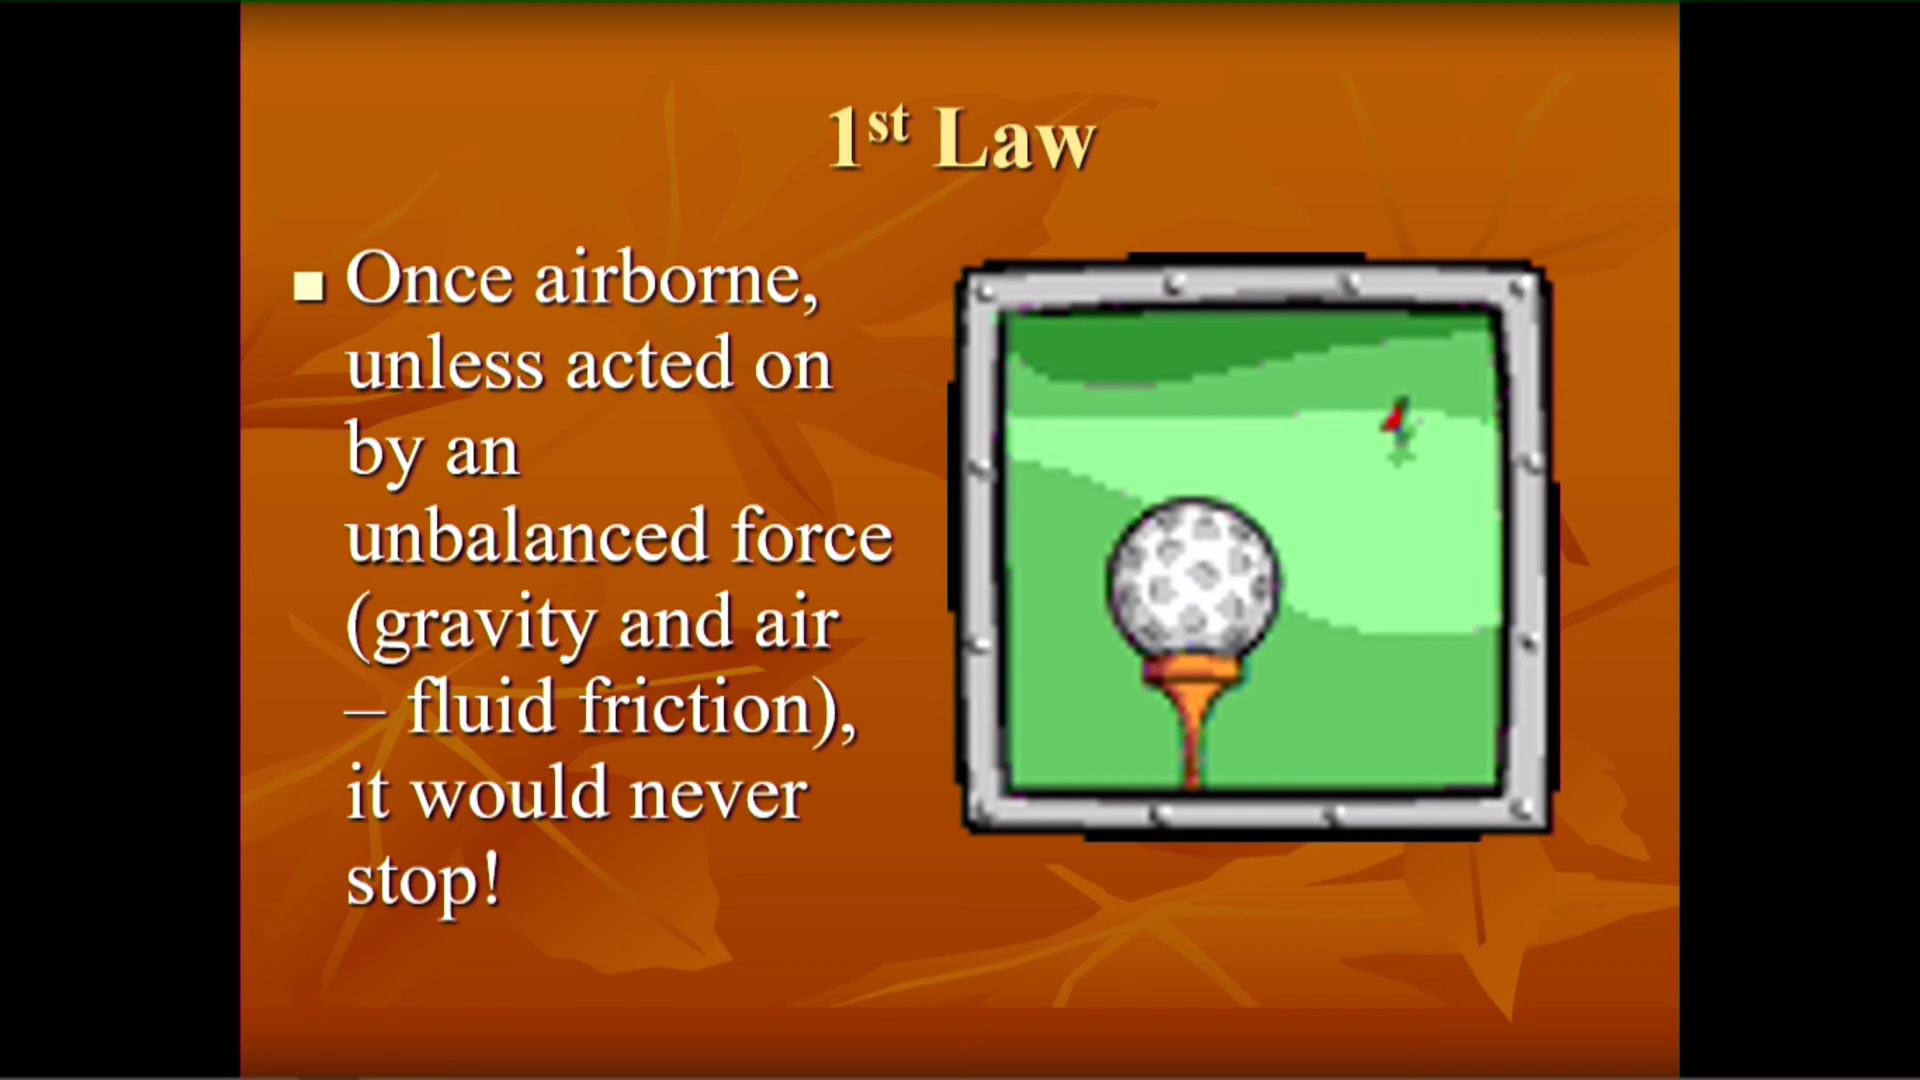 1st Law
■ Once airborne,
unless acted on
by an
unbalanced force
(gravity and air
– fluid friction),
it would never
stop!